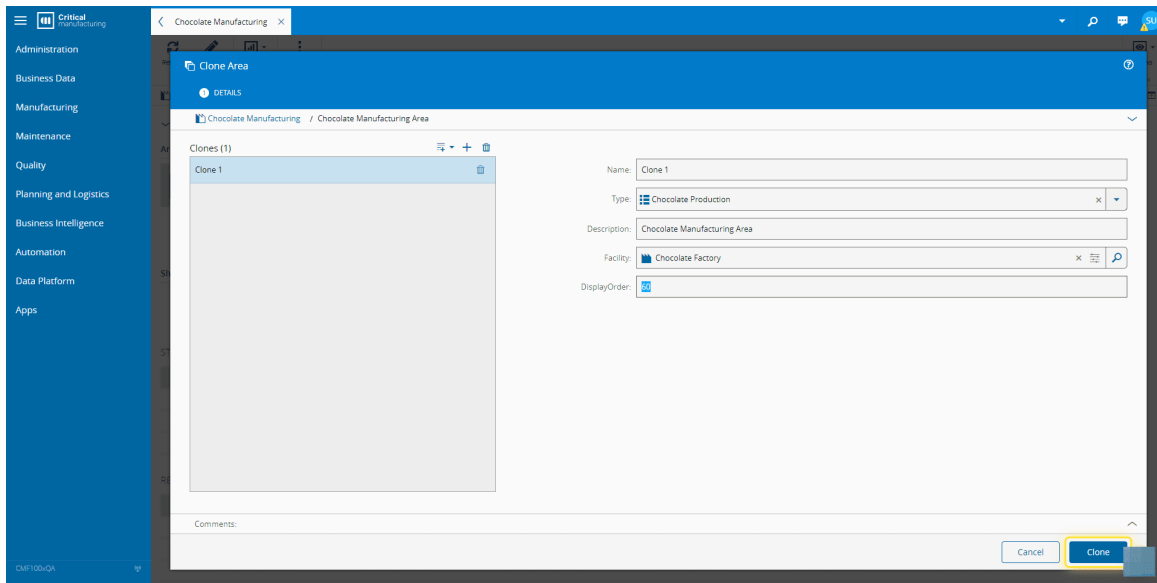 Critical
manufacturing
Chocolate Manufacturing
SU
Administration
Business Data
Manufacturing
Maintenance
Quality
Planning and Logistics
Business Intelligence
Automation
Data Platform
Apps
CMF100xQA
Clone Area
1 DETAILS
Chocolate Manufacturing / Chocolate Manufacturing Area
Clones (1)
Clone 1
Name: Clone 1
Type: Chocolate Production
Description: Chocolate Manufacturing Area
Facility: Chocolate Factory
DisplayOrder: 60
Comments:
Cancel
Clone